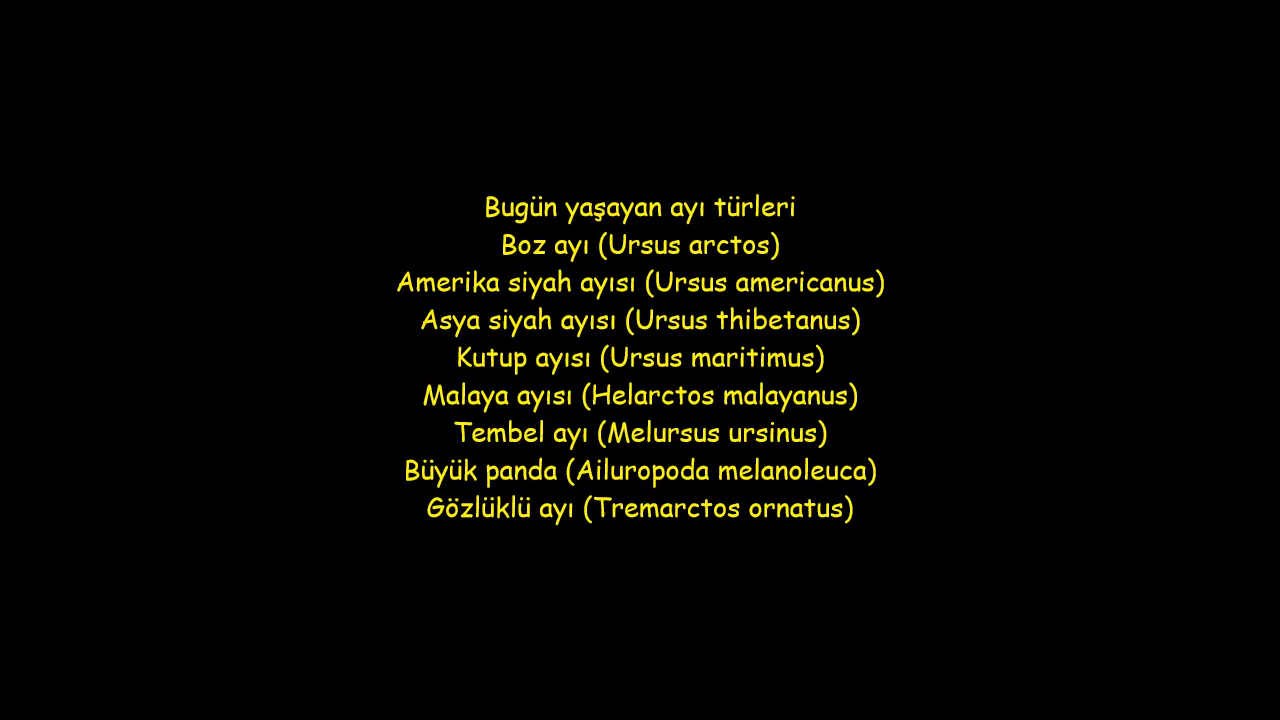 Bugün yaşayan ayı türleri
Boz ayı (Ursus arctos)
Amerika siyah ayısı (Ursus americanus)
Asya siyah ayısı (Ursus thibetanus)
Kutup ayısı (Ursus maritimus)
Malaya ayısı (Helarctos malayanus)
Tembel ayı (Melursus ursinus)
Büyük panda (Ailuropoda melanoleuca)
Gözlüklü ayı (Tremarctos ornatus)